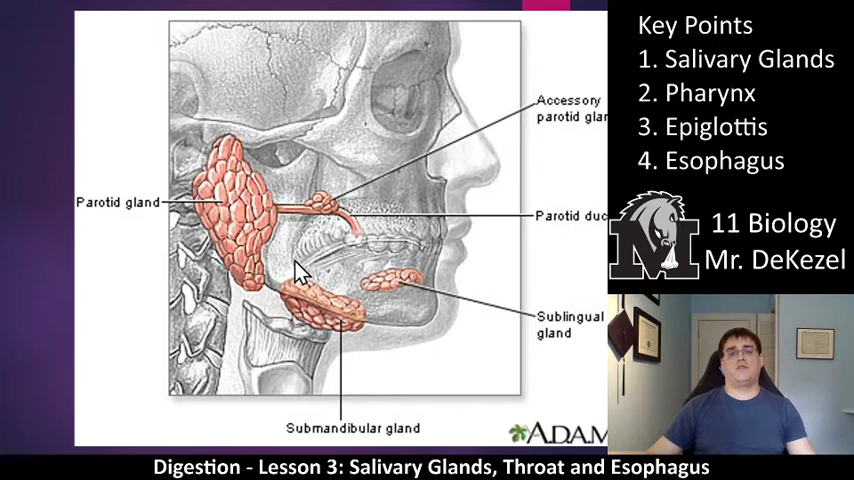 Accessory
parotid glan
Parotid gland
Parotid duc
Sublingual
gland
Submandibular gland
A.D.A.M
Key Points
1. Salivary Glands
2. Pharynx
3. Epiglottis
4. Esophagus
M
11 Biology
Mr. DeKezel
Digestion - Lesson 3: Salivary Glands, Throat and Esophagus